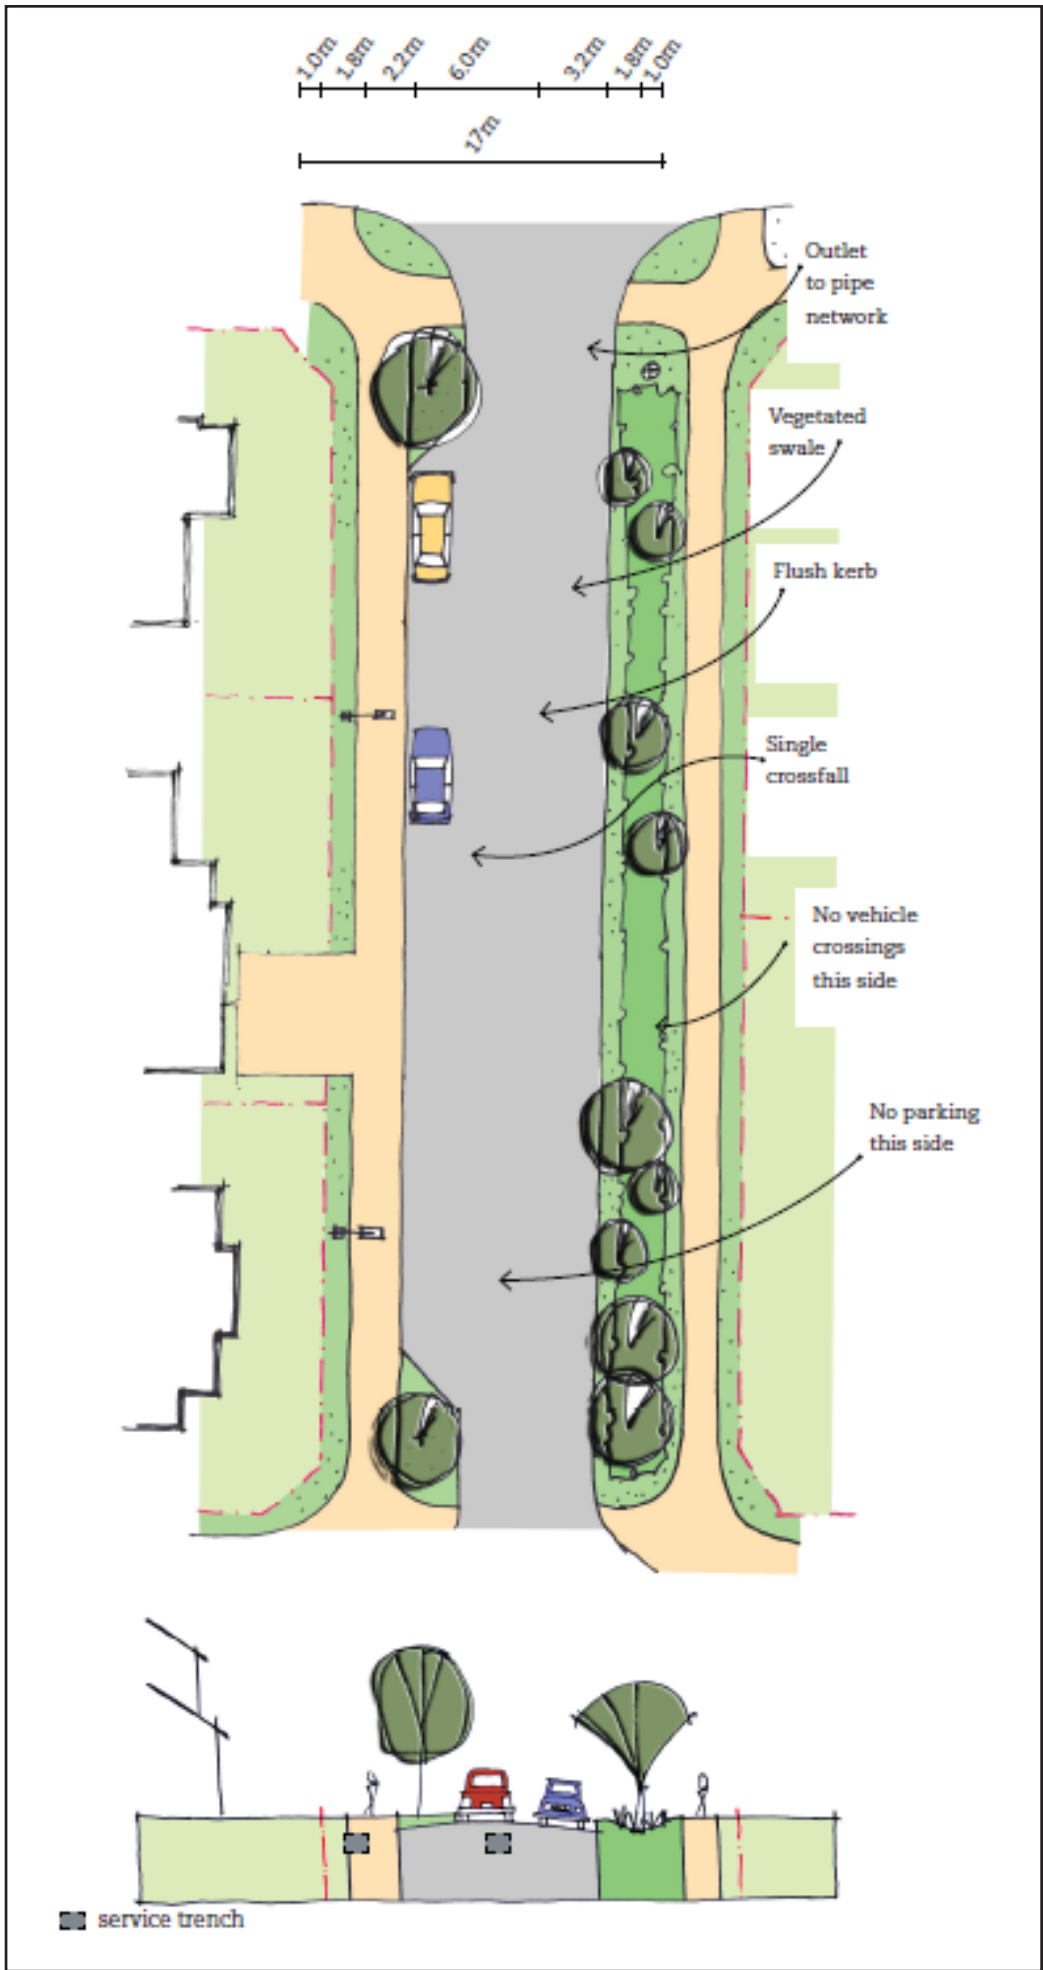 1.0m 1.8m 2.2m 6.0m 3.2m 1.8m 1.0m
17m
Outlet
to pipe
network
Vegetated
swale
Flush kerb
Single
crossfall
No vehicle
crossings
this side
No parking
this side
service trench